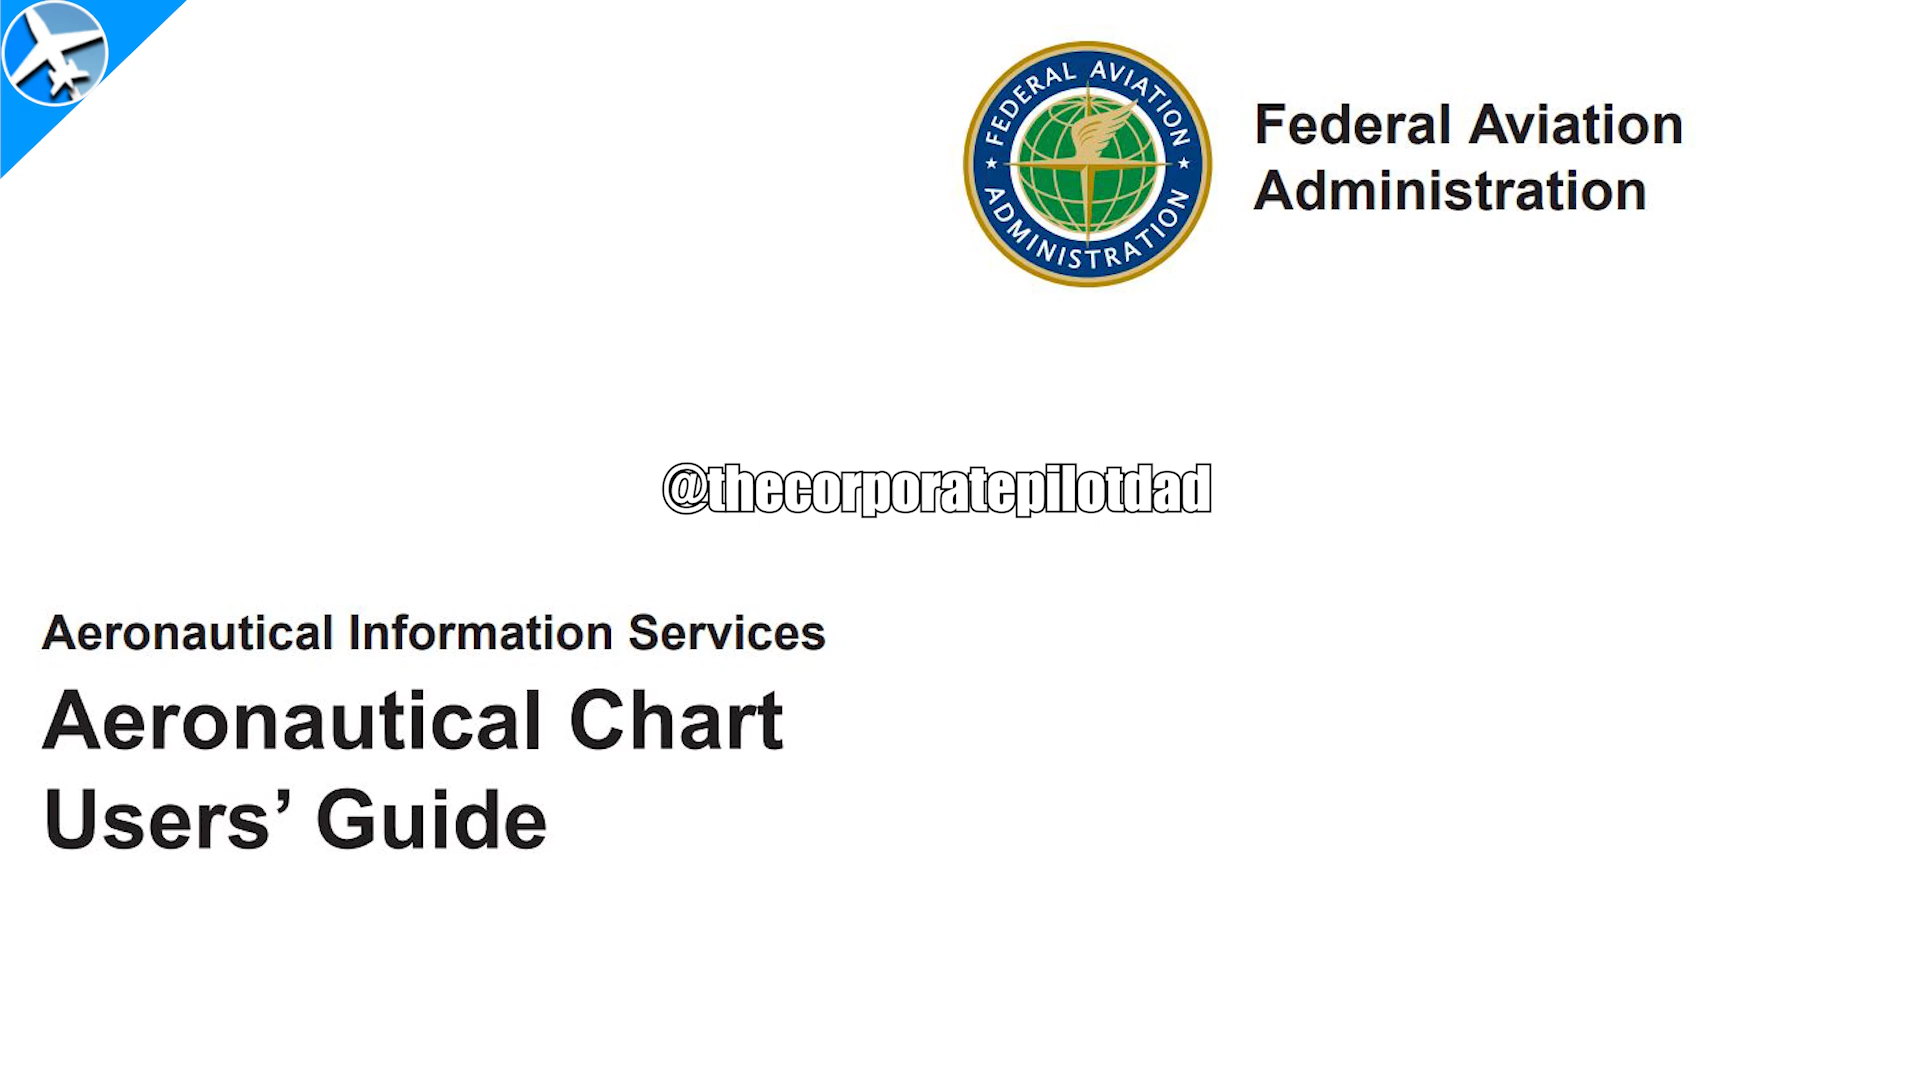 FEDERAL AVIATION
ADMINISTRATION
Federal Aviation
Administration
@thecorporatepilotdad
Aeronautical Information Services
Aeronautical Chart
Users’ Guide